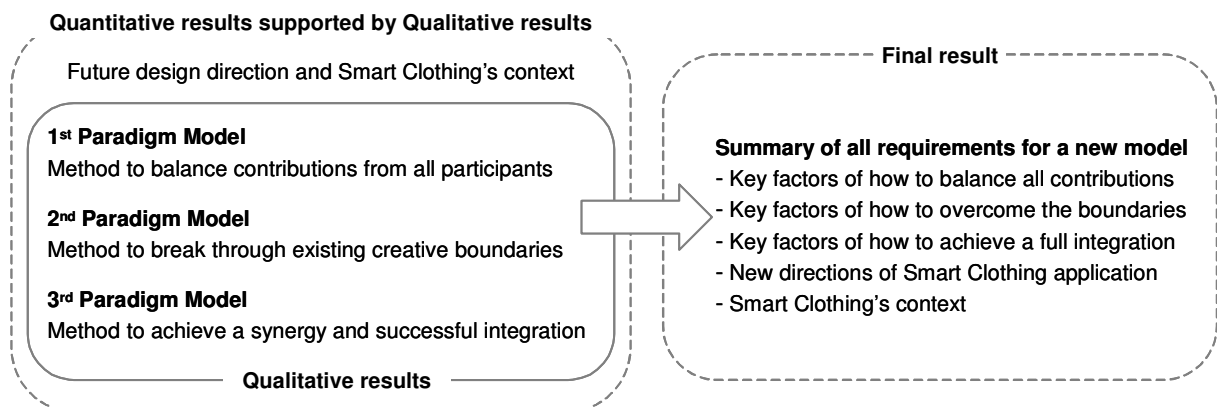 Quantitative results supported by Qualitative results
Future design direction and Smart Clothing's context
1st Paradigm Model
Method to balance contributions from all participants
2nd Paradigm Model
Method to break through existing creative boundaries
3rd Paradigm Model
Method to achieve a synergy and successful integration
Qualitative results
Final result
Summary of all requirements for a new model
- Key factors of how to balance all contributions
- Key factors of how to overcome the boundaries
- Key factors of how to achieve a full integration
- New directions of Smart Clothing application
- Smart Clothing's context